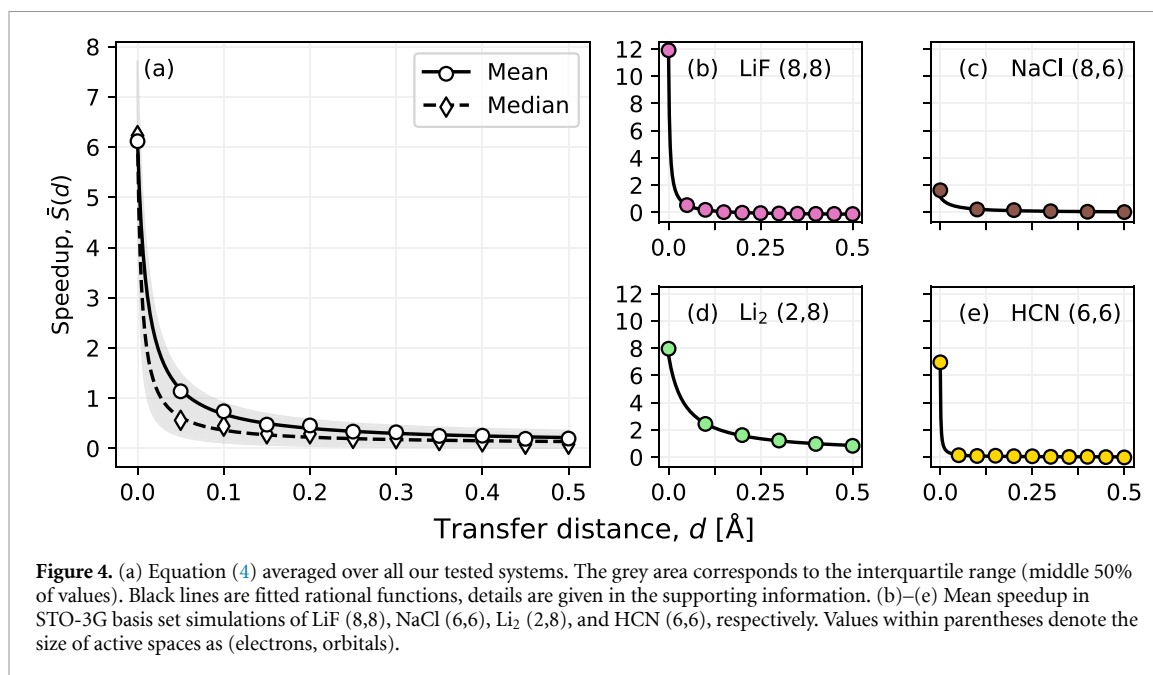 8
7
6
5
4
3
2
1
0
Speedup, S̄(d)
(a)
Mean
Median
0.0 0.1 0.2 0.3 0.4 0.5
12
10
8
6
4
2
0
(b) LiF (8,8)
0.0 0.25 0.5
(c) NaCl (8,6)
12
10
8
6
4
2
0
(d) Li₂ (2,8)
0.0 0.25 0.5
(e) HCN (6,6)
0.0 0.25 0.5
Transfer distance, d [Å]
Figure 4. (a) Equation (4) averaged over all our tested systems. The grey area corresponds to the interquartile range (middle 50%
of values). Black lines are fitted rational functions, details are given in the supporting information. (b)–(e) Mean speedup in
STO-3G basis set simulations of LiF (8,8), NaCl (6,6), Li₂ (2,8), and HCN (6,6), respectively. Values within parentheses denote the
size of active spaces as (electrons, orbitals).